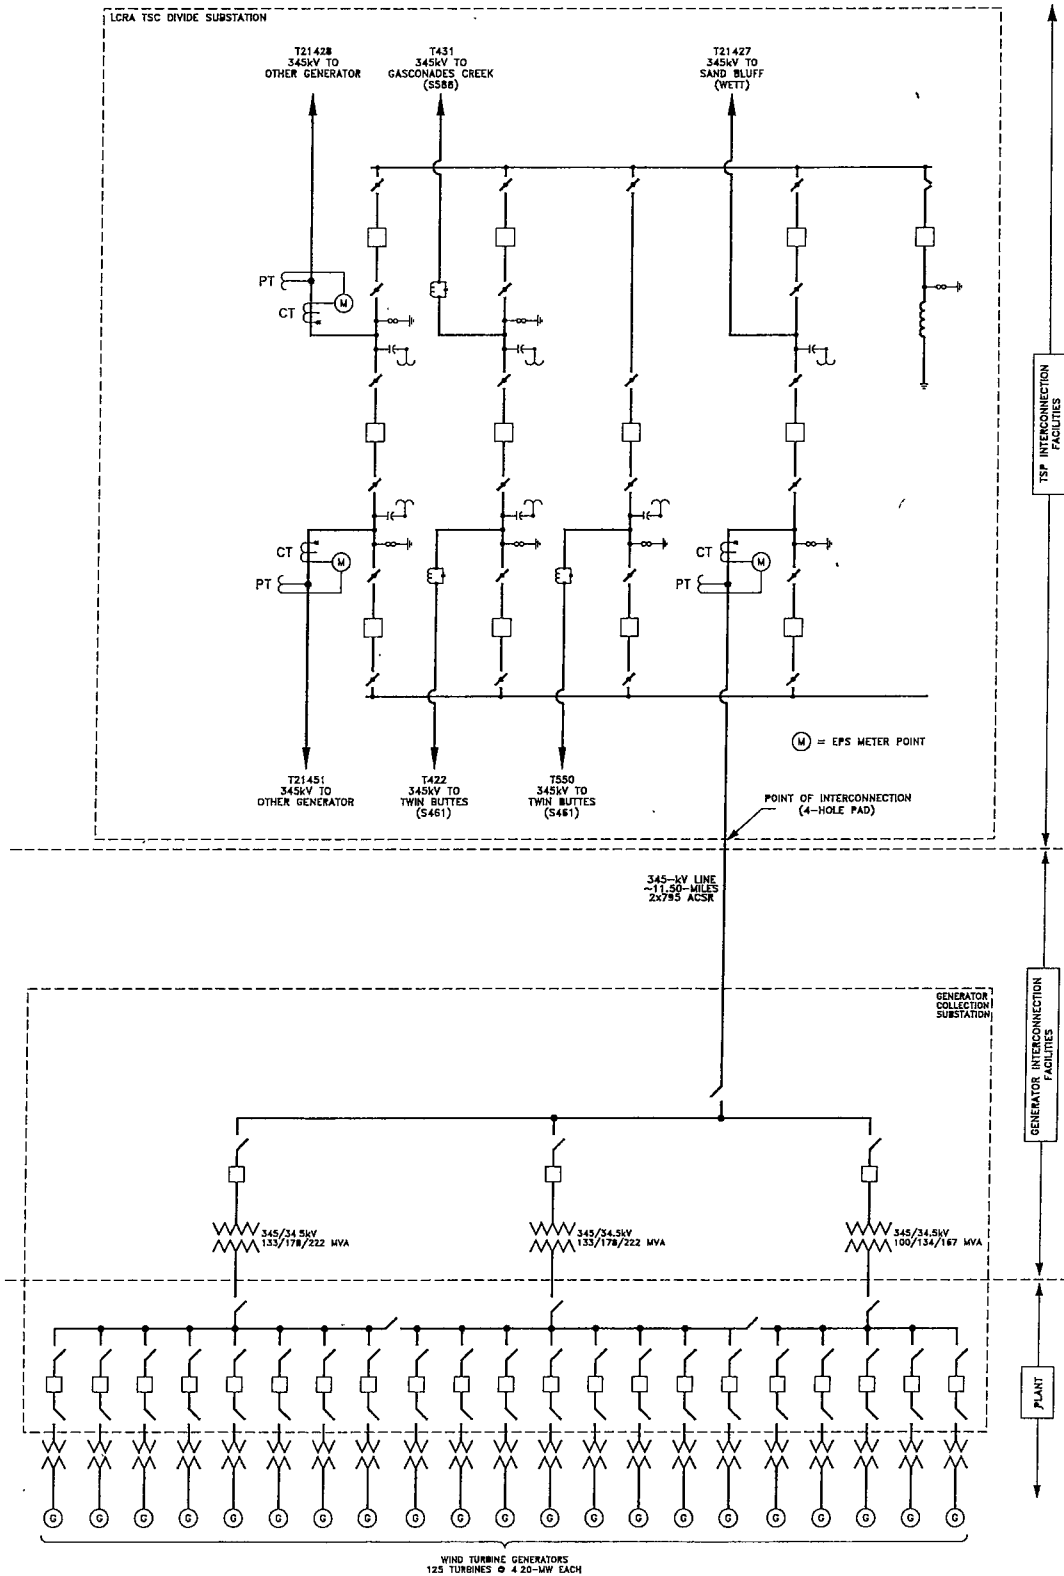 LCRA TSC DIVIDE SUBSTATION
T21428
345kV TO
OTHER GENERATOR
T431
345kV TO
GASCONADES CREEK
(S588)
T21427
345kV TO
SAND BLUFF
(WETT)
PT
CT
M
TSP INTERCONNECTION
FACILITIES
CT
M
PT
CT
M
PT
M = EPS METER POINT
T21451
345kV TO
OTHER GENERATOR
T422
345kV TO
TWIN BUTTES
(S461)
T550
345kV TO
TWIN BUTTES
(S461)
POINT OF INTERCONNECTION
(4-HOLE PAD)
345-kV LINE
~11.50-MILES
2x795 ACSR
GENERATOR
COLLECTION
SUBSTATION
GENERATOR INTERCONNECTION
FACILITIES
345/34.5kV
133/178/222 MVA
345/34.5kV
133/178/222 MVA
345/34.5kV
100/134/167 MVA
PLANT
G G G G G G G G G G G G G G G G G G G G G
WIND TURBINE GENERATORS
125 TURBINES @ 4.20-MW EACH